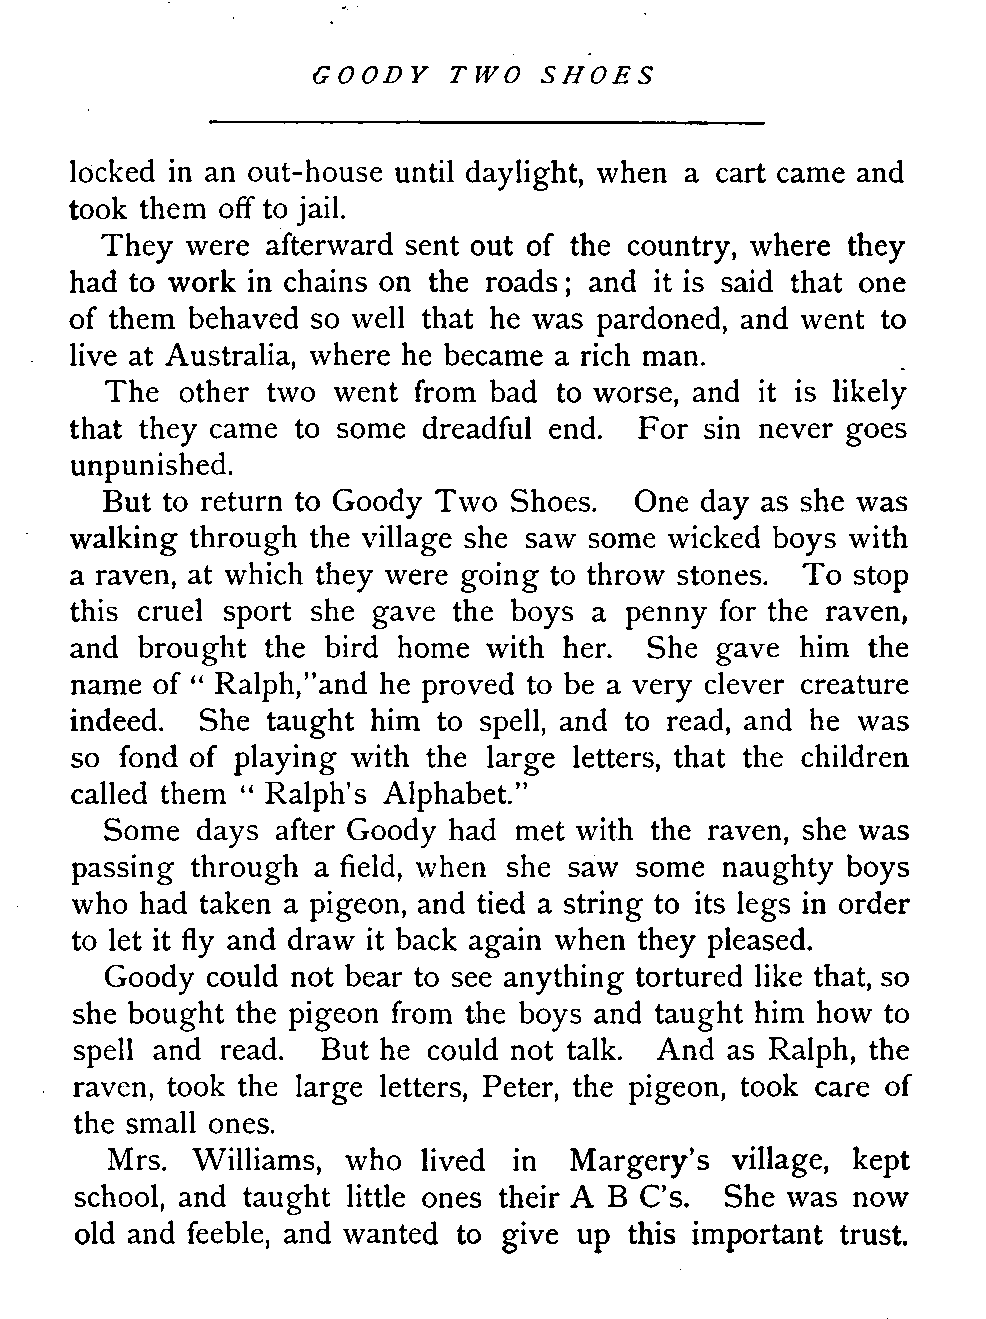 GOODY TWO SHOES
locked in an out-house until daylight, when a cart came and
took them off to jail.
They were afterward sent out of the country, where they
had to work in chains on the roads; and it is said that one
of them behaved so well that he was pardoned, and went to
live at Australia, where he became a rich man.
The other two went from bad to worse, and it is likely
that they came to some dreadful end. For sin never goes
unpunished.
But to return to Goody Two Shoes. One day as she was
walking through the village she saw some wicked boys with
a raven, at which they were going to throw stones. To stop
this cruel sport she gave the boys a penny for the raven,
and brought the bird home with her. She gave him the
name of “ Ralph,”and he proved to be a very clever creature
indeed. She taught him to spell, and to read, and he was
so fond of playing with the large letters, that the children
called them “ Ralph's Alphabet.”
Some days after Goody had met with the raven, she was
passing through a field, when she saw some naughty boys
who had taken a pigeon, and tied a string to its legs in order
to let it fly and draw it back again when they pleased.
Goody could not bear to see anything tortured like that, so
she bought the pigeon from the boys and taught him how to
spell and read. But he could not talk. And as Ralph, the
raven, took the large letters, Peter, the pigeon, took care of
the small ones.
Mrs. Williams, who lived in Margery's village, kept
school, and taught little ones their A B C's. She was now
old and feeble, and wanted to give up this important trust.